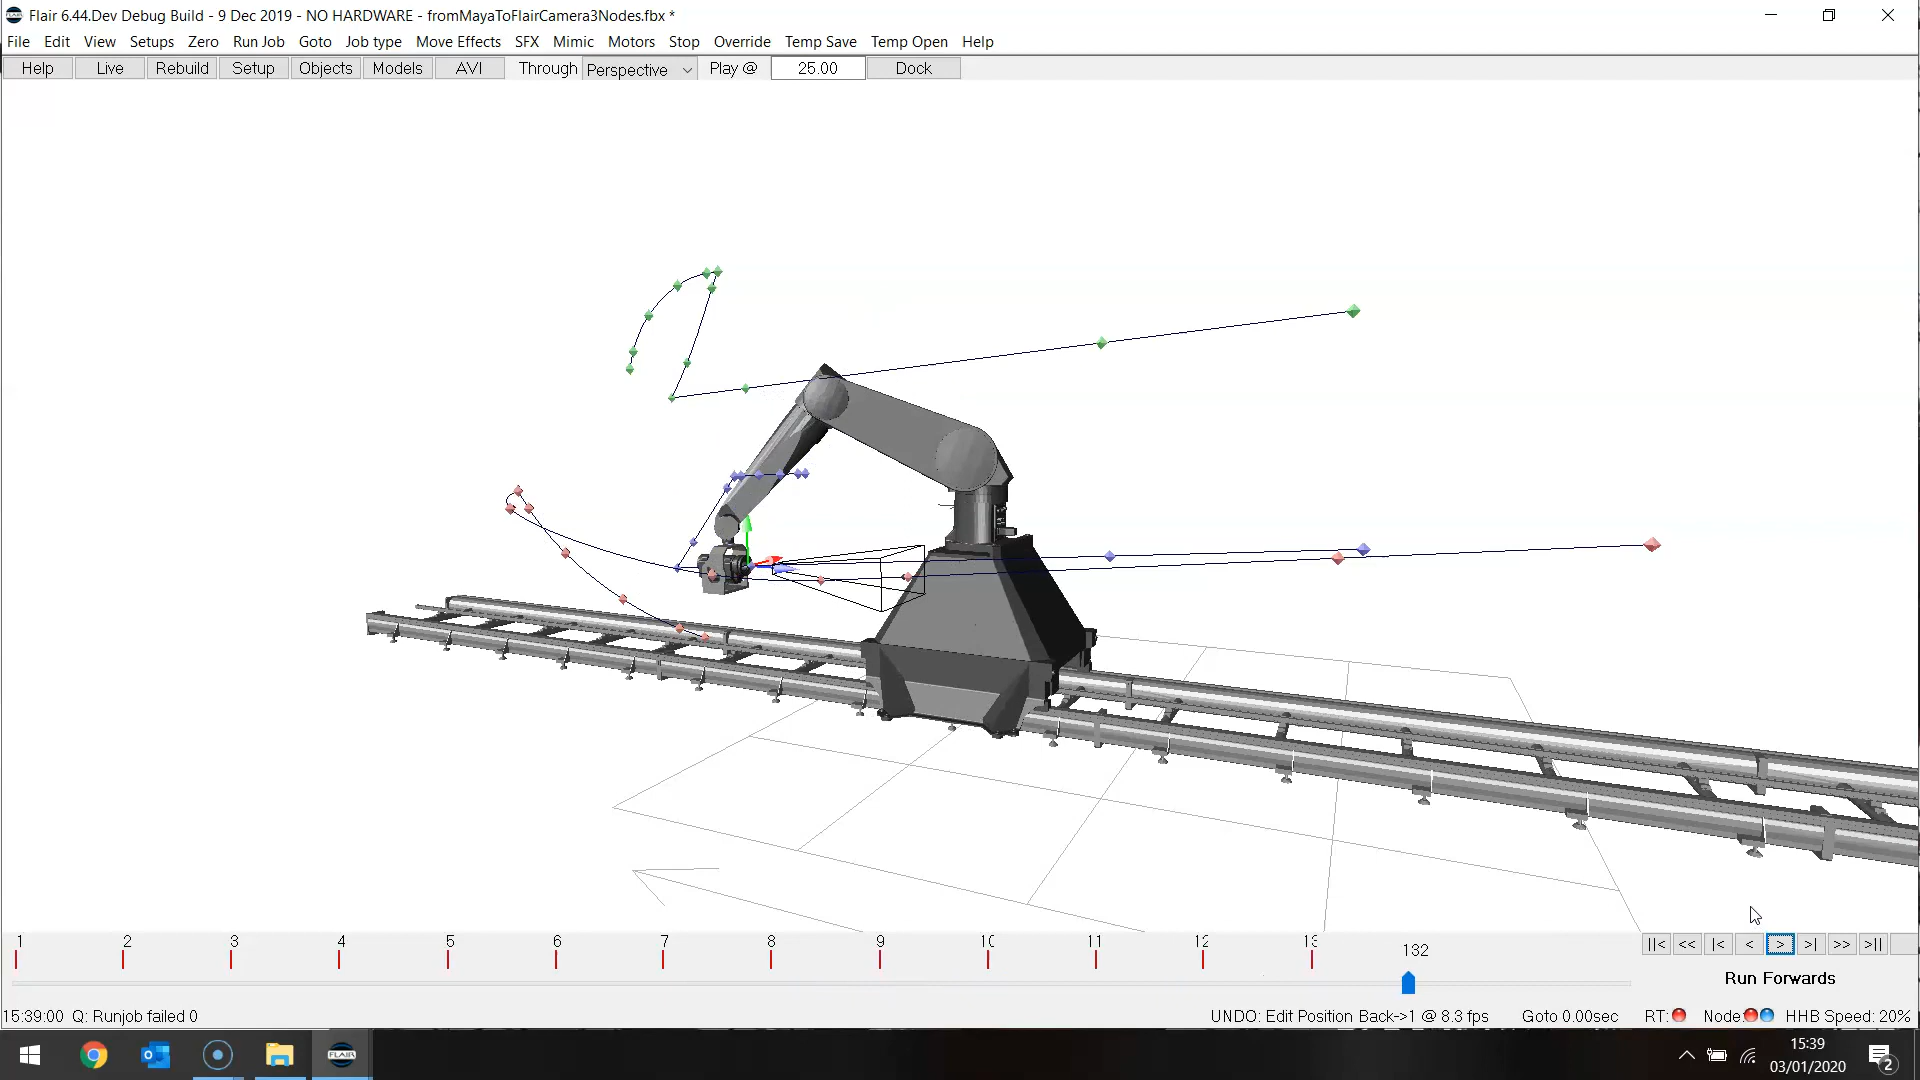 Flair 6.44.Dev Debug Build - 9 Dec 2019 - NO HARDWARE - fromMayaToFlairCamera3Nodes.fbx *
File Edit View Setups Zero Run Job Goto Job type Move Effects SFX Mimic Motors Stop Override Temp Save Temp Open Help
Help Live Rebuild Setup Objects Models AVI Through Perspective Play @ 25.00 Dock
1 2 3 4 5 6 7 8 9 10 11 12 13 132
||< << |< < > >| >> >||
Run Forwards
15:39:00 Q: Runjob failed 0 UNDO: Edit Position Back->1 @ 8.3 fps Goto 0.00sec RT: Node: HHB Speed: 20%
FLAIR
15:39
03/01/2020
2